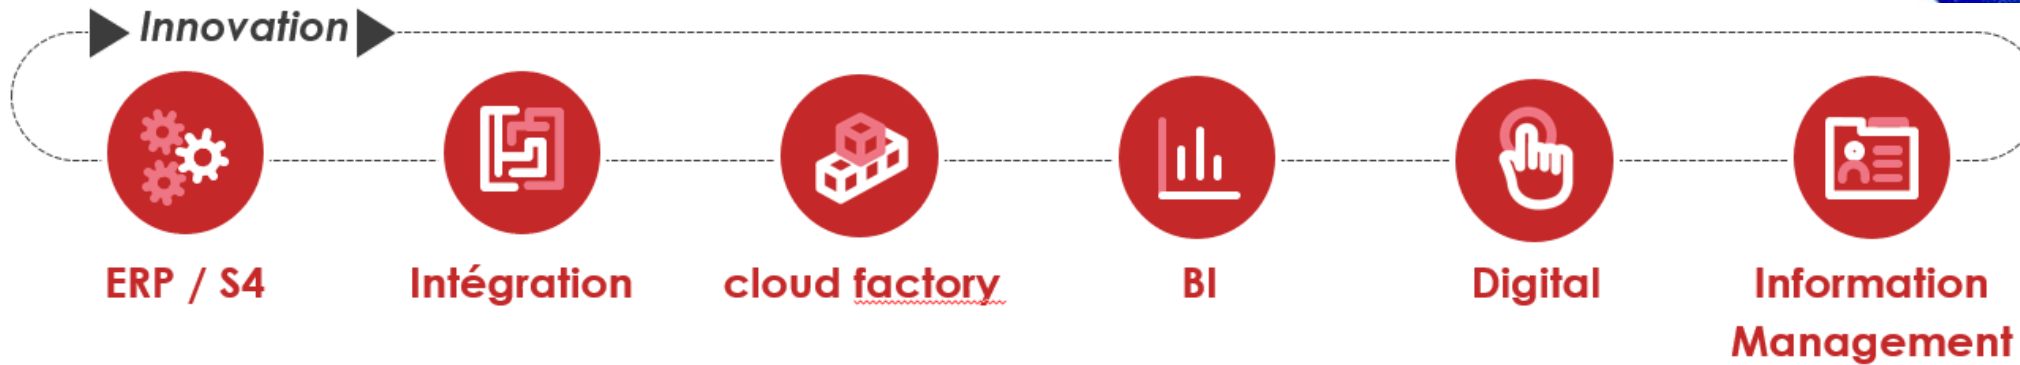 Innovation
ERP / S4
Intégration
cloud factory
BI
Digital
Information
Management